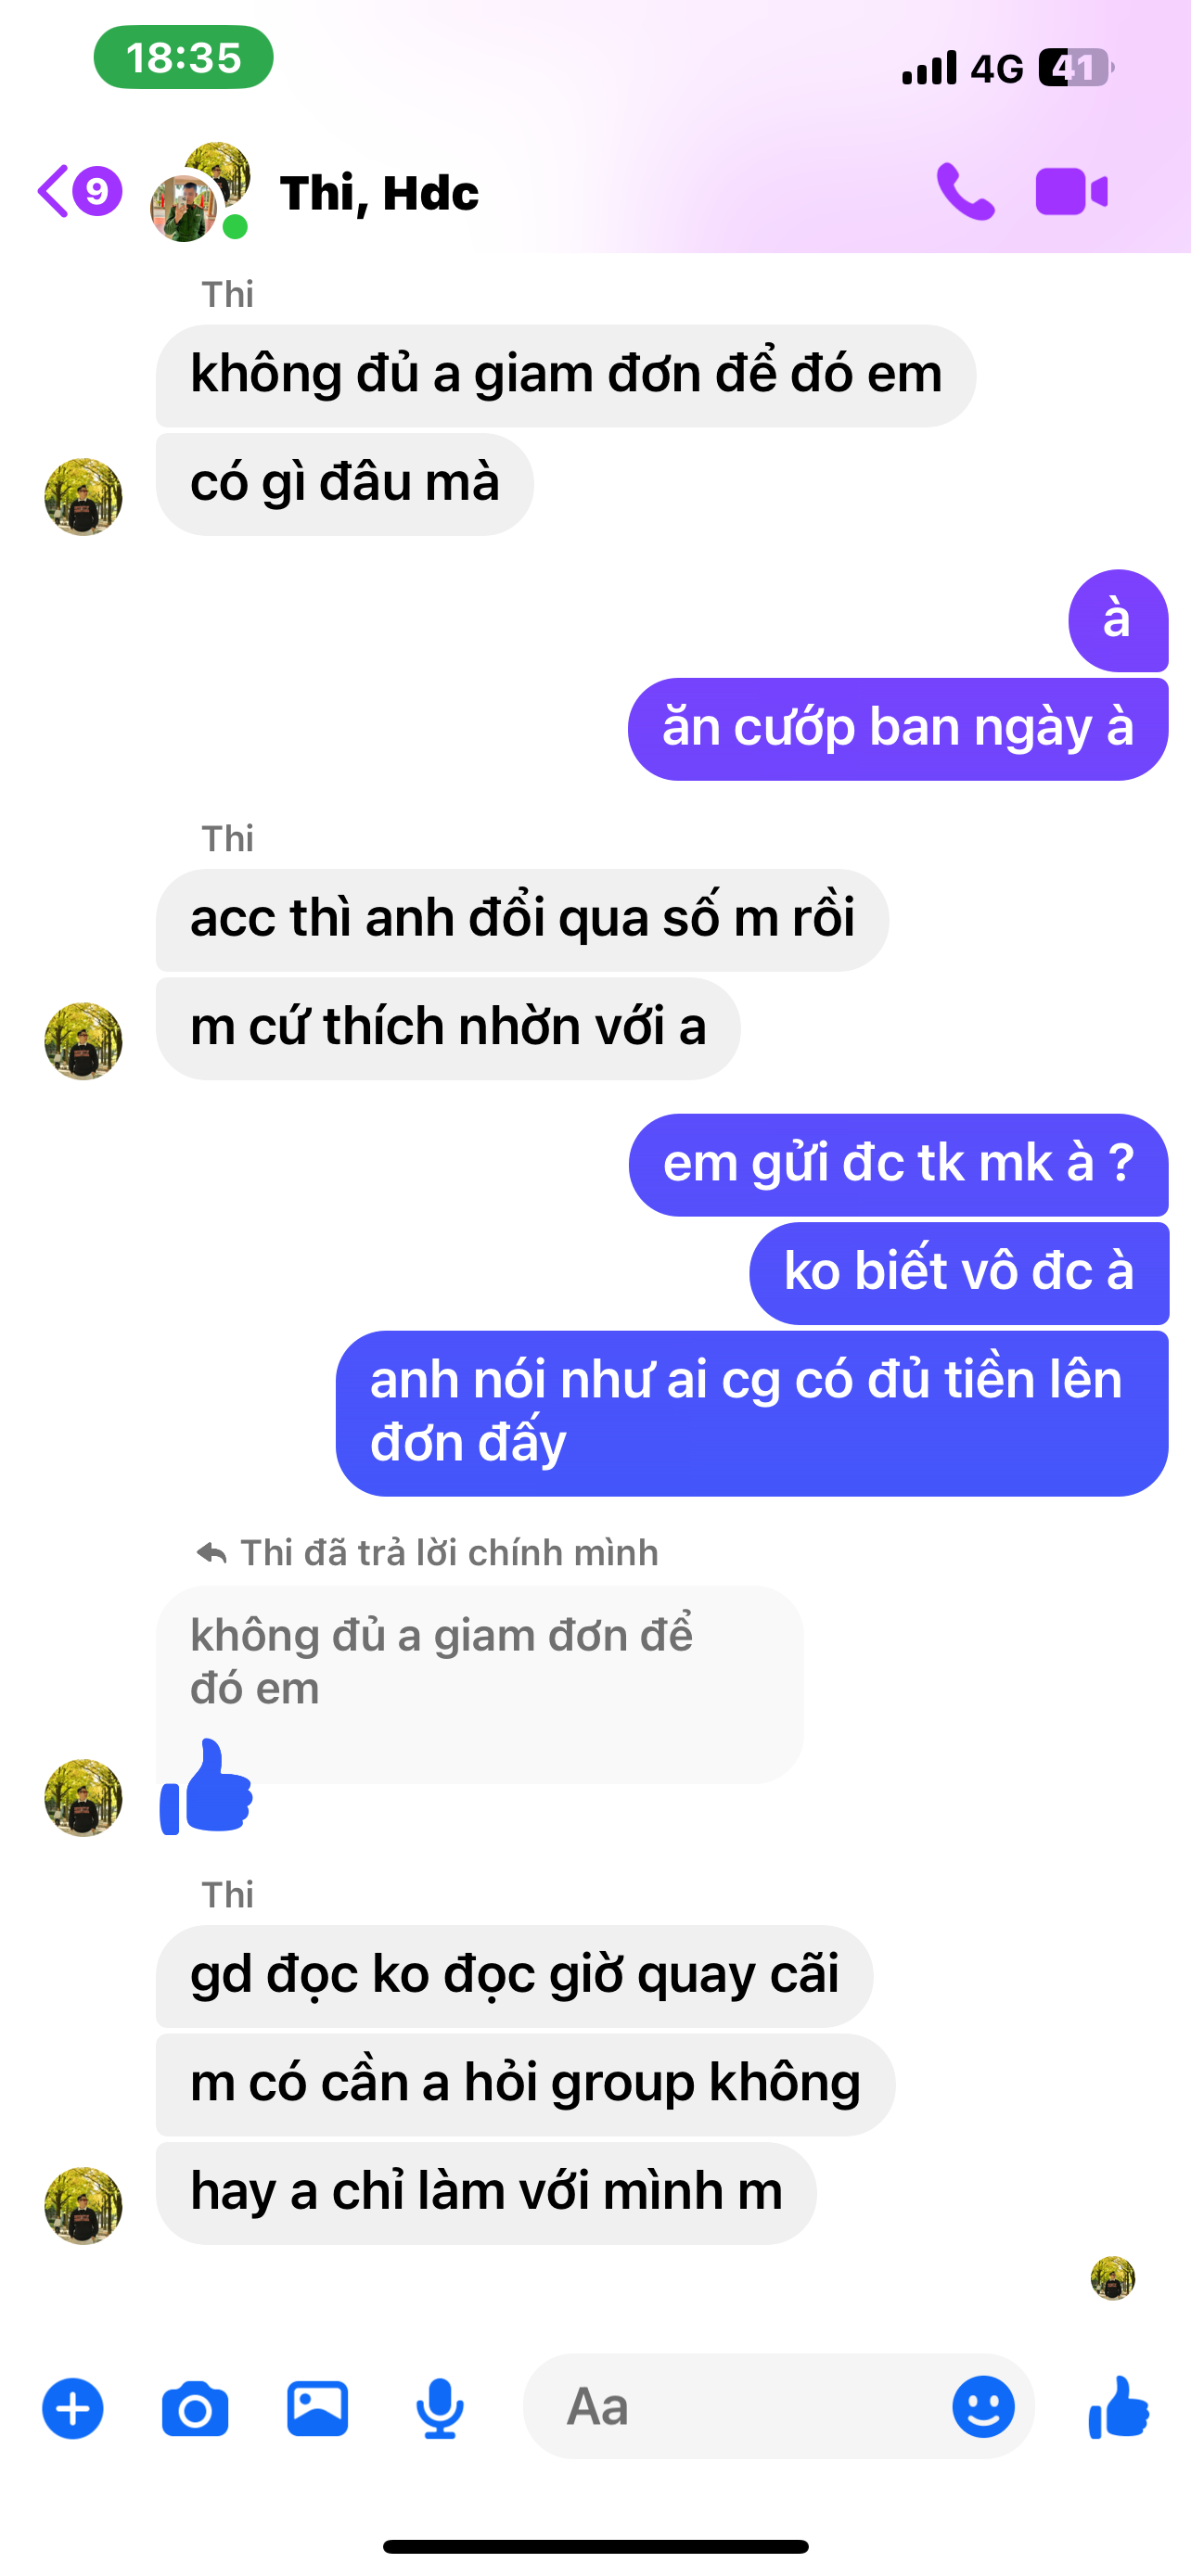 18:35
4G 41
9
Thi, Hdc
Thi
không đủ a giam đơn để đó em
có gì đâu mà
à
ăn cướp ban ngày à
Thi
acc thì anh đổi qua số m rồi
m cứ thích nhờn với a
em gửi đc tk mk à ?
ko biết vô đc à
anh nói như ai cg có đủ tiền lên
đơn đấy
Thi đã trả lời chính mình
không đủ a giam đơn để
đó em
Thi
gd đọc ko đọc giờ quay cãi
m có cần a hỏi group không
hay a chỉ làm với mình m
Aa